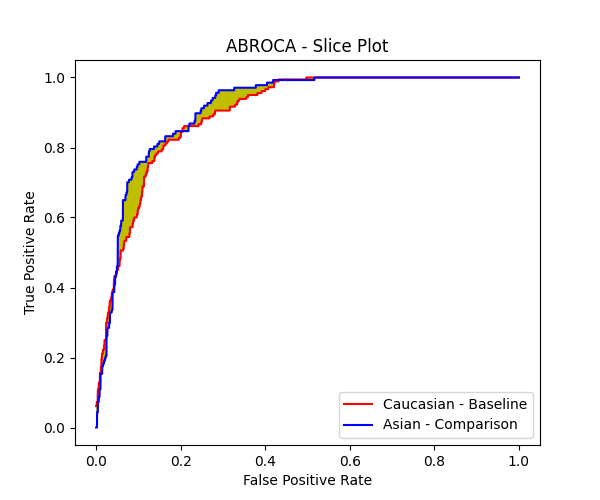 ABROCA - Slice Plot
True Positive Rate
1.0
0.8
0.6
0.4
0.2
0.0
0.0 0.2 0.4 0.6 0.8 1.0
False Positive Rate
Caucasian - Baseline
Asian - Comparison